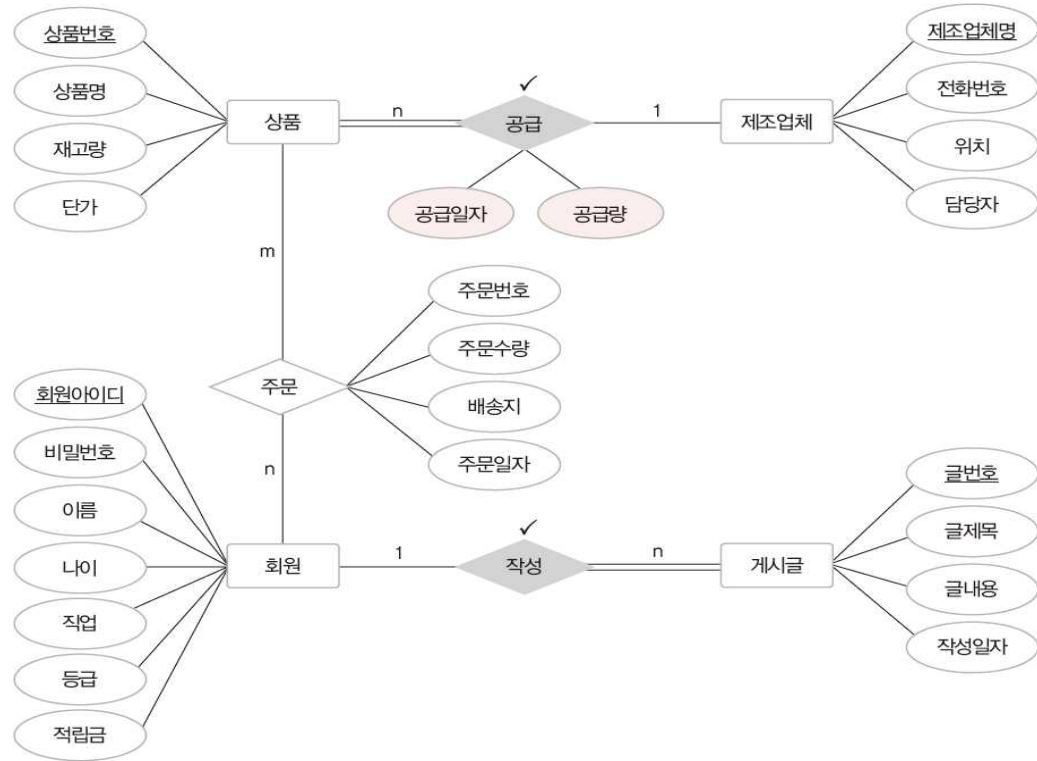 상품번호
상품명
재고량
단가
상품
n
✓
공급
1
제조업체
제조업체명
전화번호
위치
담당자
공급일자
공급량
m
주문
주문번호
주문수량
배송지
주문일자
n
회원아이디
비밀번호
이름
나이
직업
등급
적립금
회원
1
✓
작성
n
게시글
글번호
글제목
글내용
작성일자